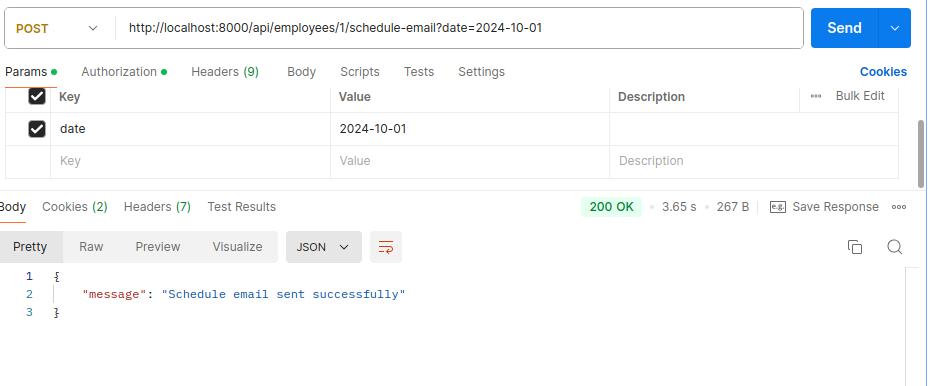 POST http://localhost:8000/api/employees/1/schedule-email?date=2024-10-01 Send
Params Authorization Headers (9) Body Scripts Tests Settings Cookies
Key Value Description Bulk Edit
date 2024-10-01
Key Value Description
Body Cookies (2) Headers (7) Test Results 200 OK 3.65 s 267 B e.g. Save Response
Pretty Raw Preview Visualize JSON
1 {
2 "message": "Schedule email sent successfully"
3 }